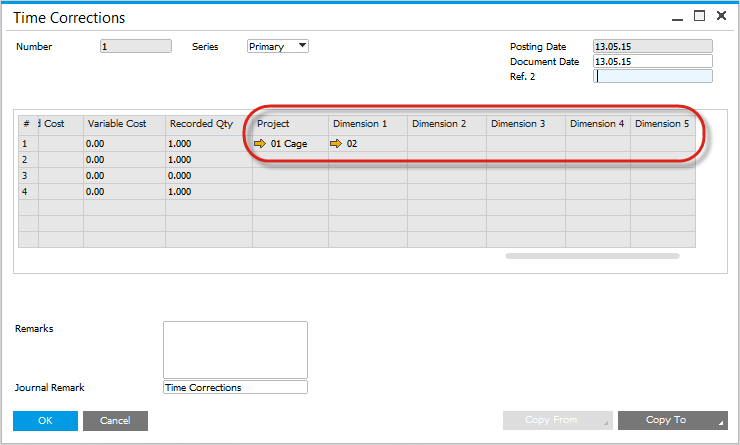 Time Corrections
Number 1 Series Primary Posting Date 13.05.15
Document Date 13.05.15
Ref. 2
# d Cost Variable Cost Recorded Qty Project Dimension 1 Dimension 2 Dimension 3 Dimension 4 Dimension 5
1 0.00 1.000 01 Cage 02
2 0.00 1.000
3 0.00 0.000
4 0.00 1.000
Remarks
Journal Remark Time Corrections
OK Cancel Copy From Copy To